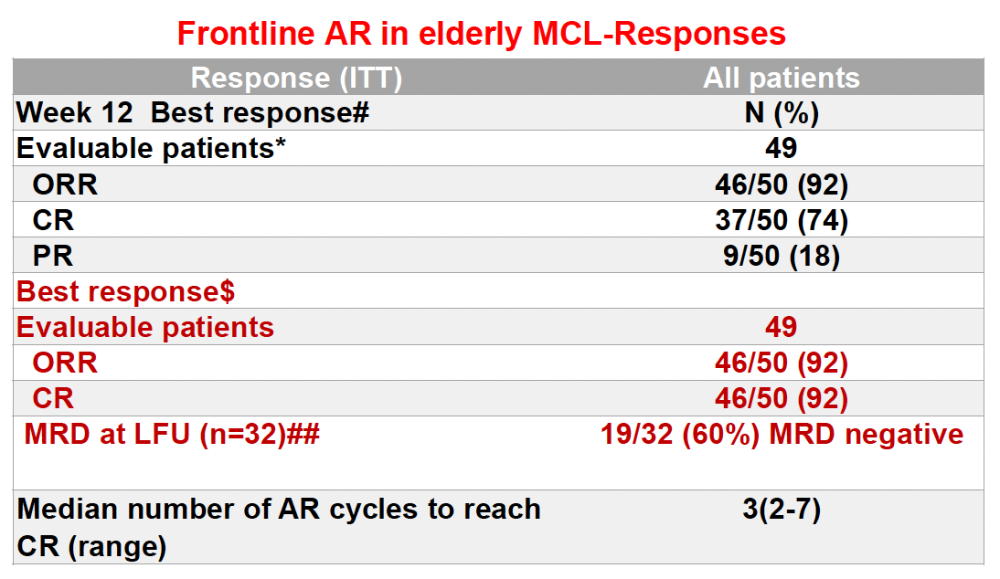 Frontline AR in elderly MCL-Responses
Response (ITT) All patients
Week 12 Best response# N (%)
Evaluable patients* 49
ORR 46/50 (92)
CR 37/50 (74)
PR 9/50 (18)
Best response$
Evaluable patients 49
ORR 46/50 (92)
CR 46/50 (92)
MRD at LFU (n=32)## 19/32 (60%) MRD negative
Median number of AR cycles to reach 3(2-7)
CR (range)